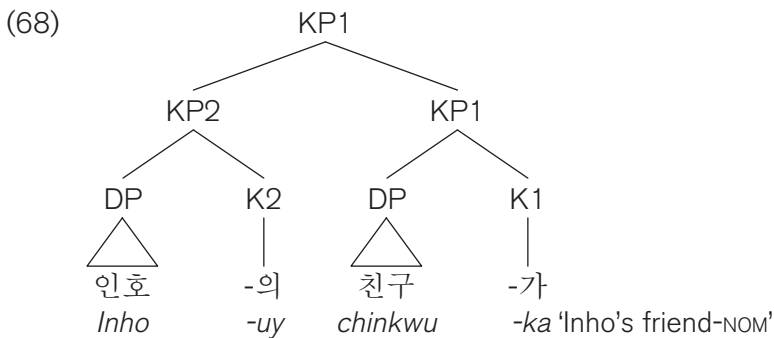 (68) KP1
KP2 KP1
DP K2 DP K1
인호 -의 친구 -가
Inho -uy chinkwu -ka ‘Inho’s friend-NOM’